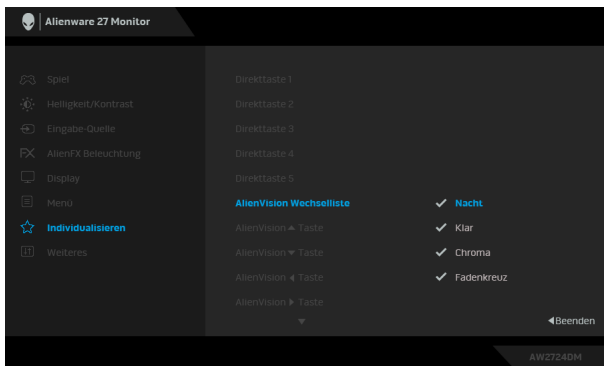 Alienware 27 Monitor
Spiel
Helligkeit/Kontrast
Eingabe-Quelle
AlienFX Beleuchtung
Display
Menü
Individualisieren
Weiteres
Direkttaste 1
Direkttaste 2
Direkttaste 3
Direkttaste 4
Direkttaste 5
AlienVision Wechselliste
AlienVision ▲ Taste
AlienVision ▼ Taste
AlienVision ◀ Taste
AlienVision ▶ Taste
Nacht
Klar
Chroma
Fadenkreuz
◀Beenden
AW2724DM